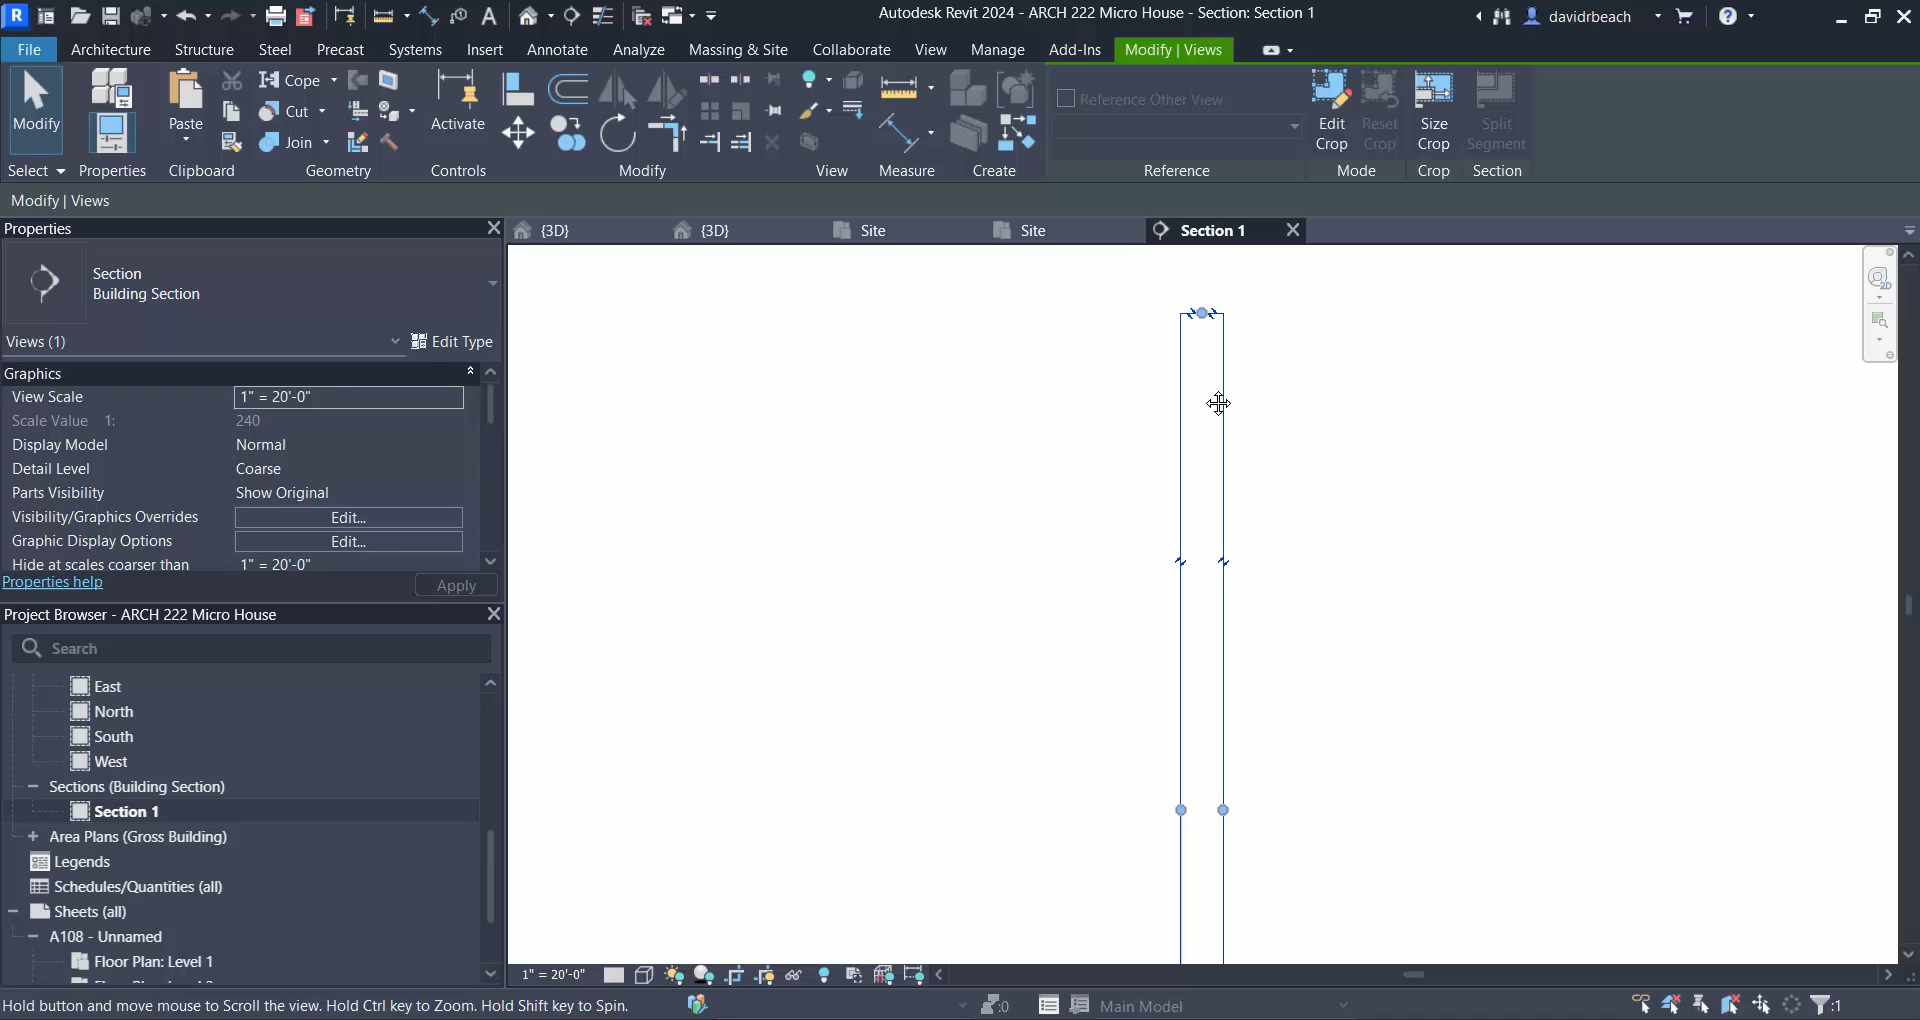 Autodesk Revit 2024 - ARCH 222 Micro House - Section: Section 1
davidrbeach
File Architecture Structure Steel Precast Systems Insert Annotate Analyze Massing & Site Collaborate View Manage Add-Ins Modify | Views
Modify
Paste
Cope
Cut
Join
Activate
Reference Other View
Edit Crop
Reset Crop
Size Crop
Split Segment
Select Properties Clipboard Geometry Controls Modify View Measure Create Reference Mode Crop Section
Modify | Views
Properties
{3D} {3D} Site Site Section 1
Section
Building Section
Views (1) Edit Type
Graphics
View Scale 1" = 20'-0"
Scale Value 1: 240
Display Model Normal
Detail Level Coarse
Parts Visibility Show Original
Visibility/Graphics Overrides Edit...
Graphic Display Options Edit...
Hide at scales coarser than 1" = 20'-0"
Properties help Apply
Project Browser - ARCH 222 Micro House
Search
East
North
South
West
Sections (Building Section)
Section 1
Area Plans (Gross Building)
Legends
Schedules/Quantities (all)
Sheets (all)
A108 - Unnamed
Floor Plan: Level 1
1" = 20'-0"
Hold button and move mouse to Scroll the view. Hold Ctrl key to Zoom. Hold Shift key to Spin.
:0
Main Model
:1